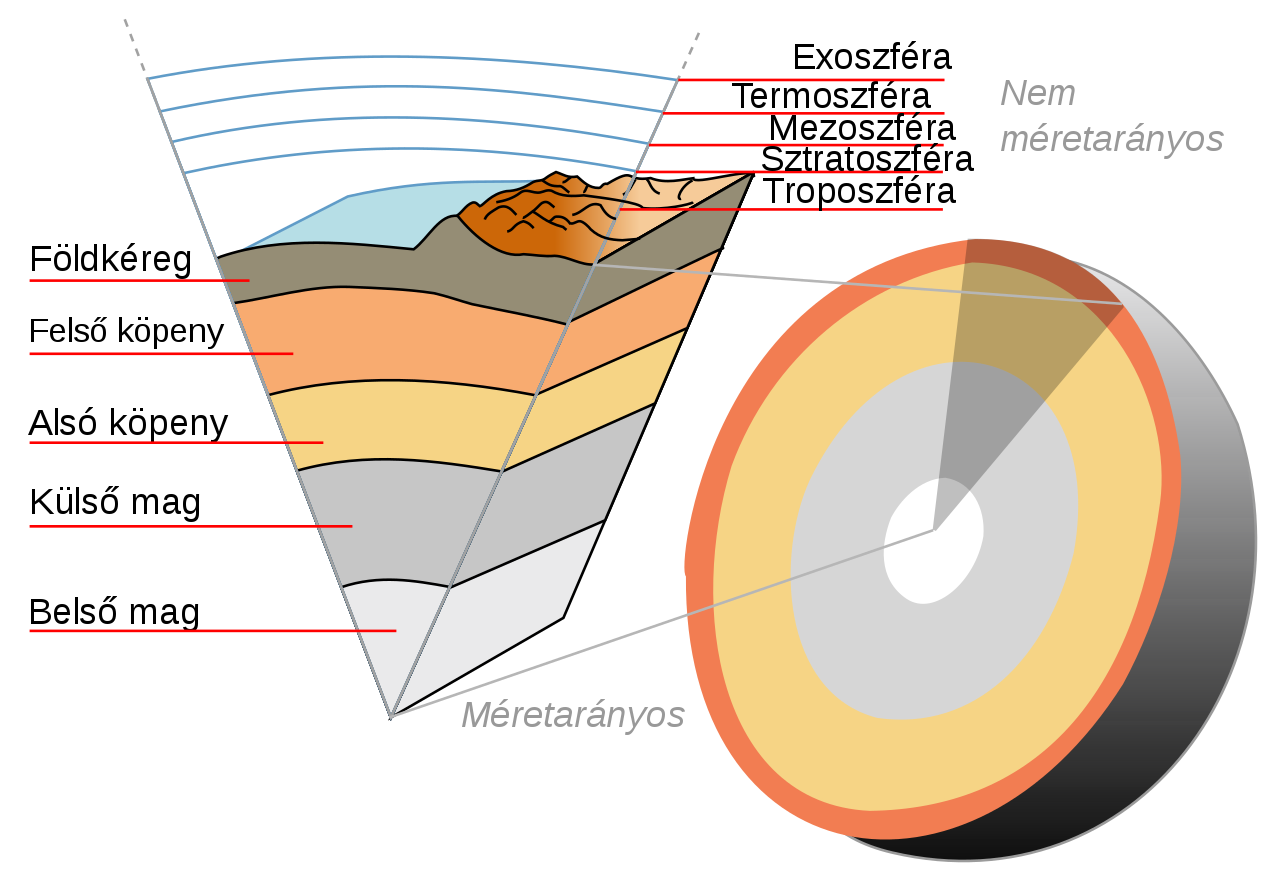 Exoszféra
Termoszféra
Mezoszféra
Sztratoszféra
Troposzféra
Nem
méretarányos
Földkéreg
Felső köpeny
Alsó köpeny
Külső mag
Belső mag
Méretarányos